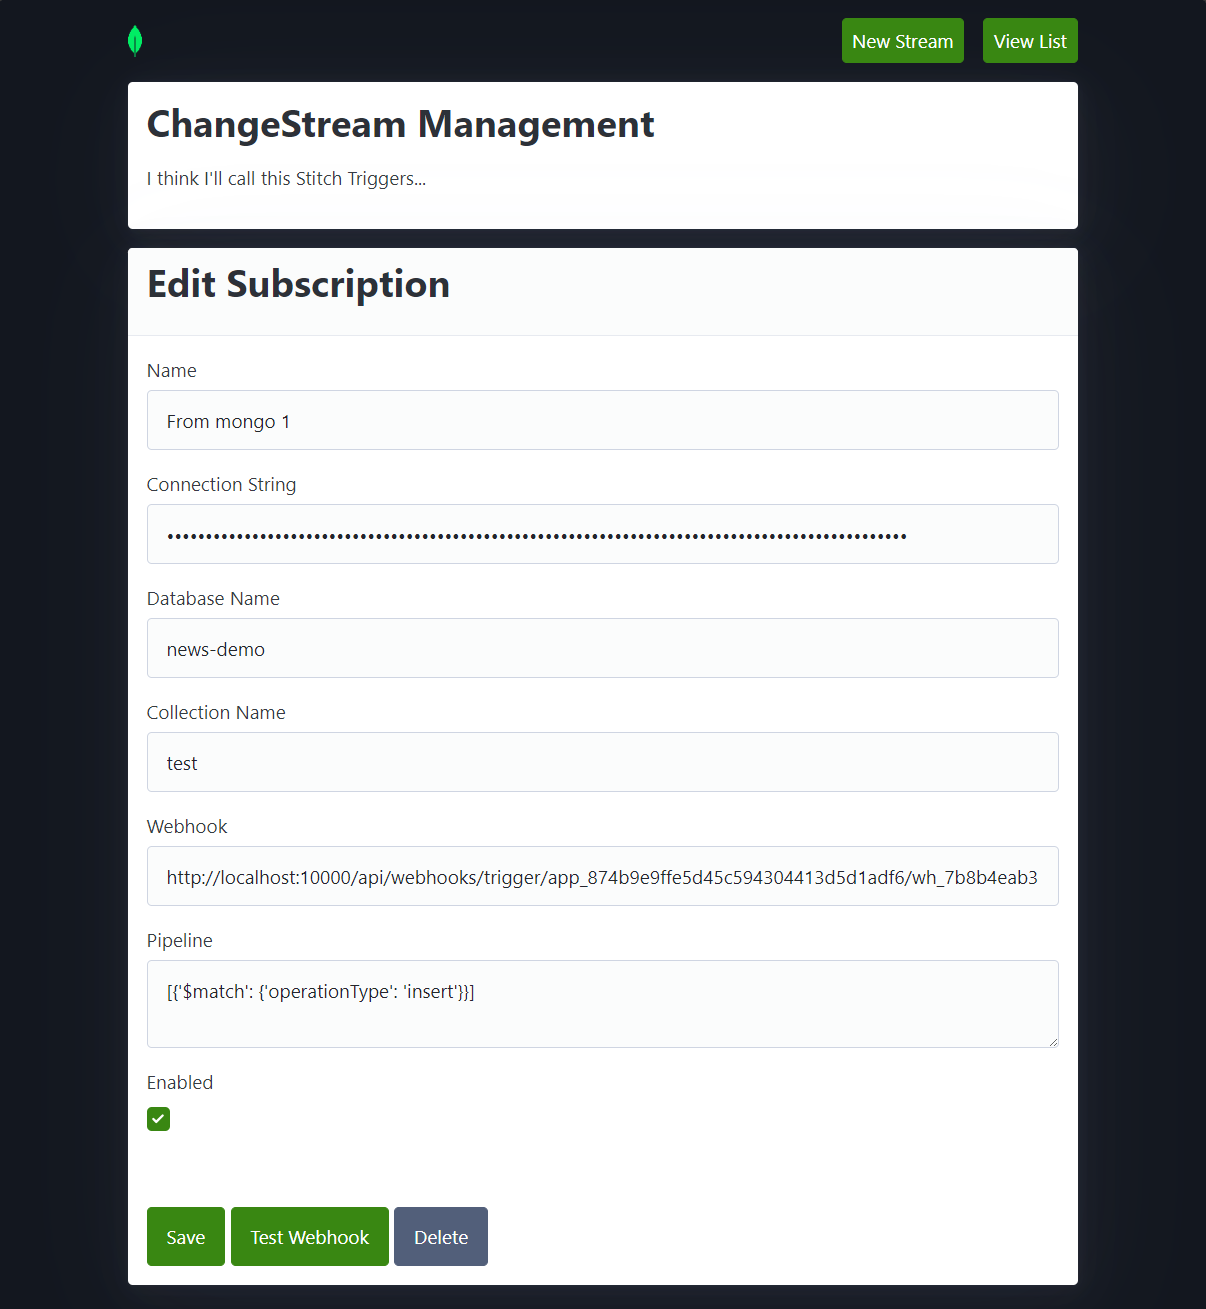 New Stream
View List
ChangeStream Management
I think I'll call this Stitch Triggers...
Edit Subscription
Name
From mongo 1
Connection String
••••••••••••••••••••••••••••••••••••••••••••••••••••••••••••••••••••••••••••••••••••••••••••••••
Database Name
news-demo
Collection Name
test
Webhook
http://localhost:10000/api/webhooks/trigger/app_874b9e9ffe5d45c594304413d5d1adf6/wh_7b8b4eab3
Pipeline
[{'$match': {'operationType': 'insert'}}]
Enabled
Save
Test Webhook
Delete